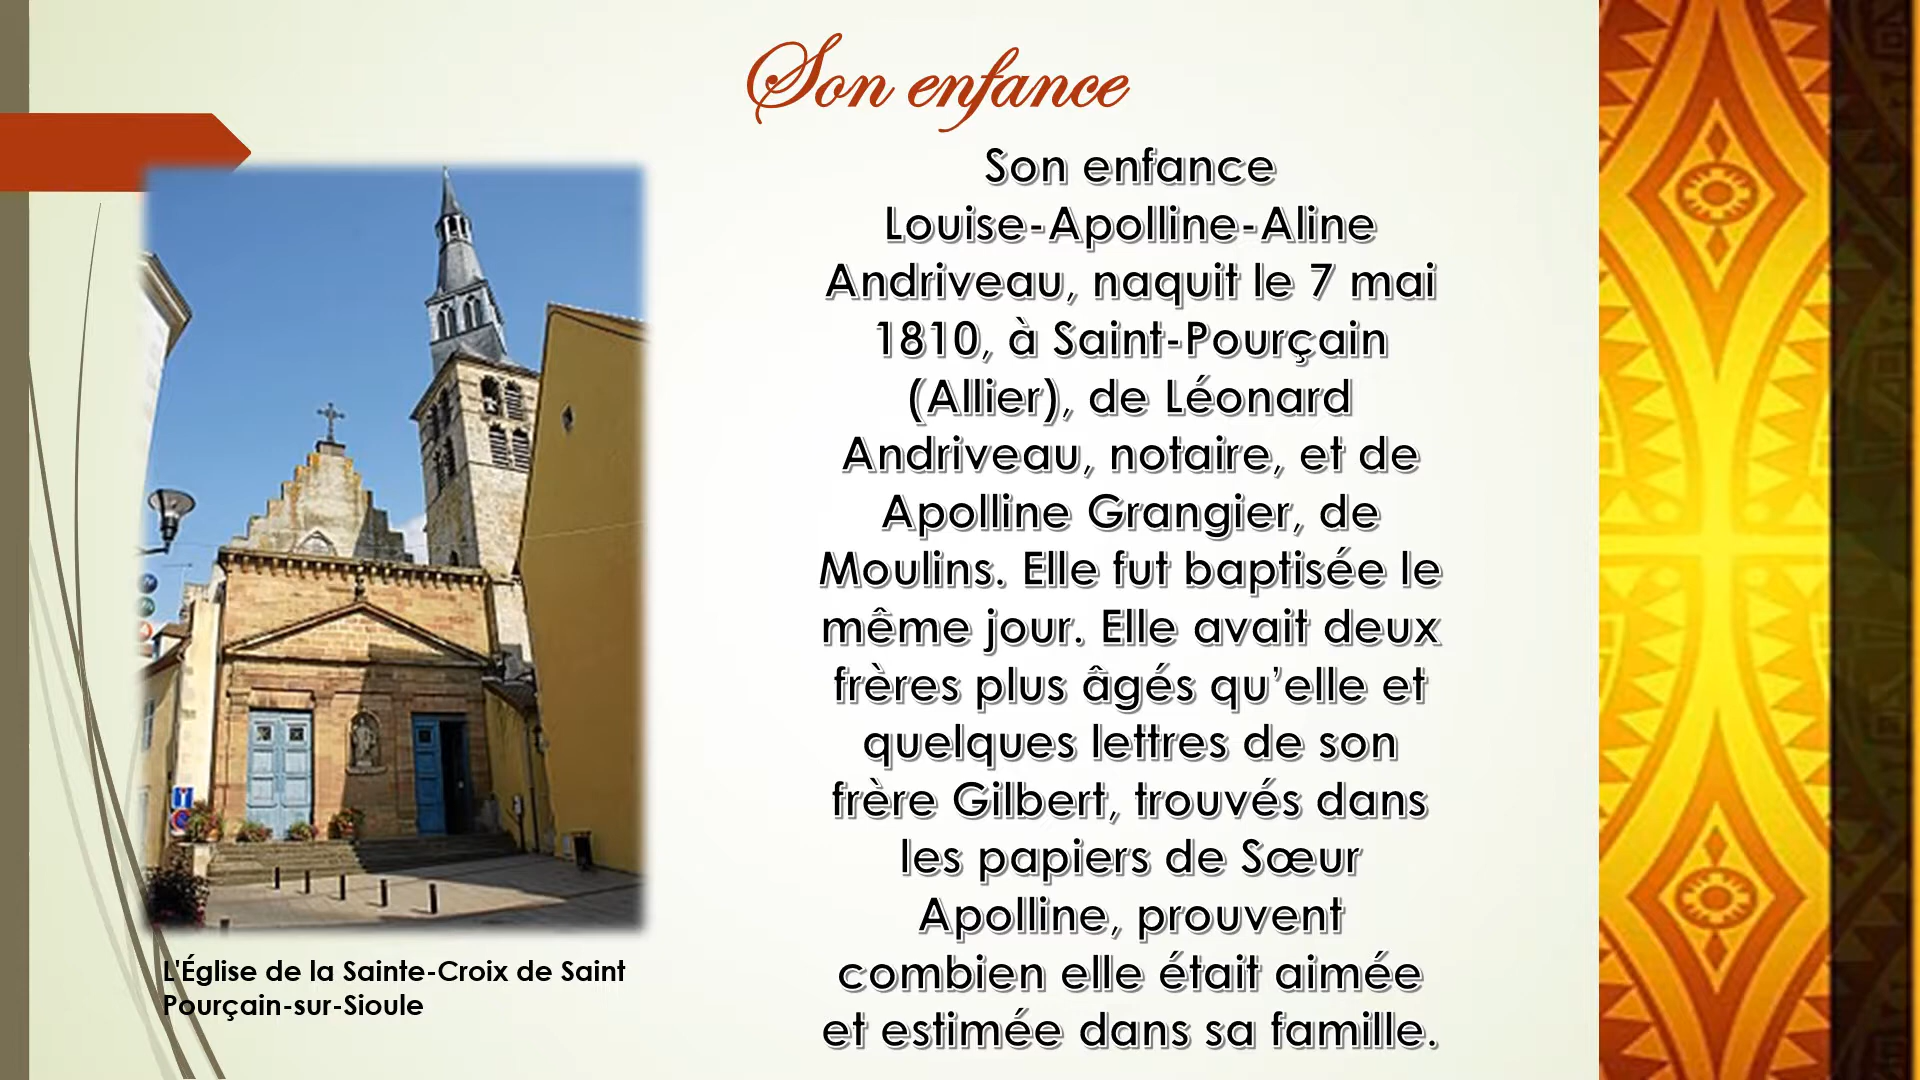 Son enfance
Son enfance
Louise-Apolline-Aline
Andriveau, naquit le 7 mai
1810, à Saint-Pourçain
(Allier), de Léonard
Andriveau, notaire, et de
Apolline Grangier, de
Moulins. Elle fut baptisée le
même jour. Elle avait deux
frères plus âgés qu’elle et
quelques lettres de son
frère Gilbert, trouvés dans
les papiers de Sœur
Apolline, prouvent
combien elle était aimée
et estimée dans sa famille.
L'Église de la Sainte-Croix de Saint
Pourçain-sur-Sioule